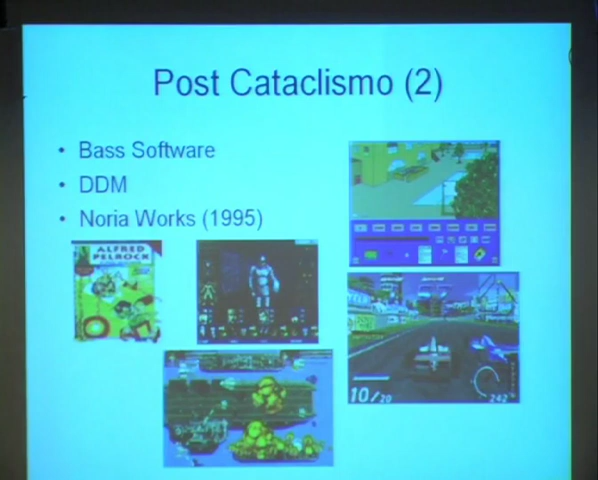 Post Cataclismo (2)
• Bass Software
• DDM
• Noria Works (1995)
ALFRED
PELROCK
10/20
242